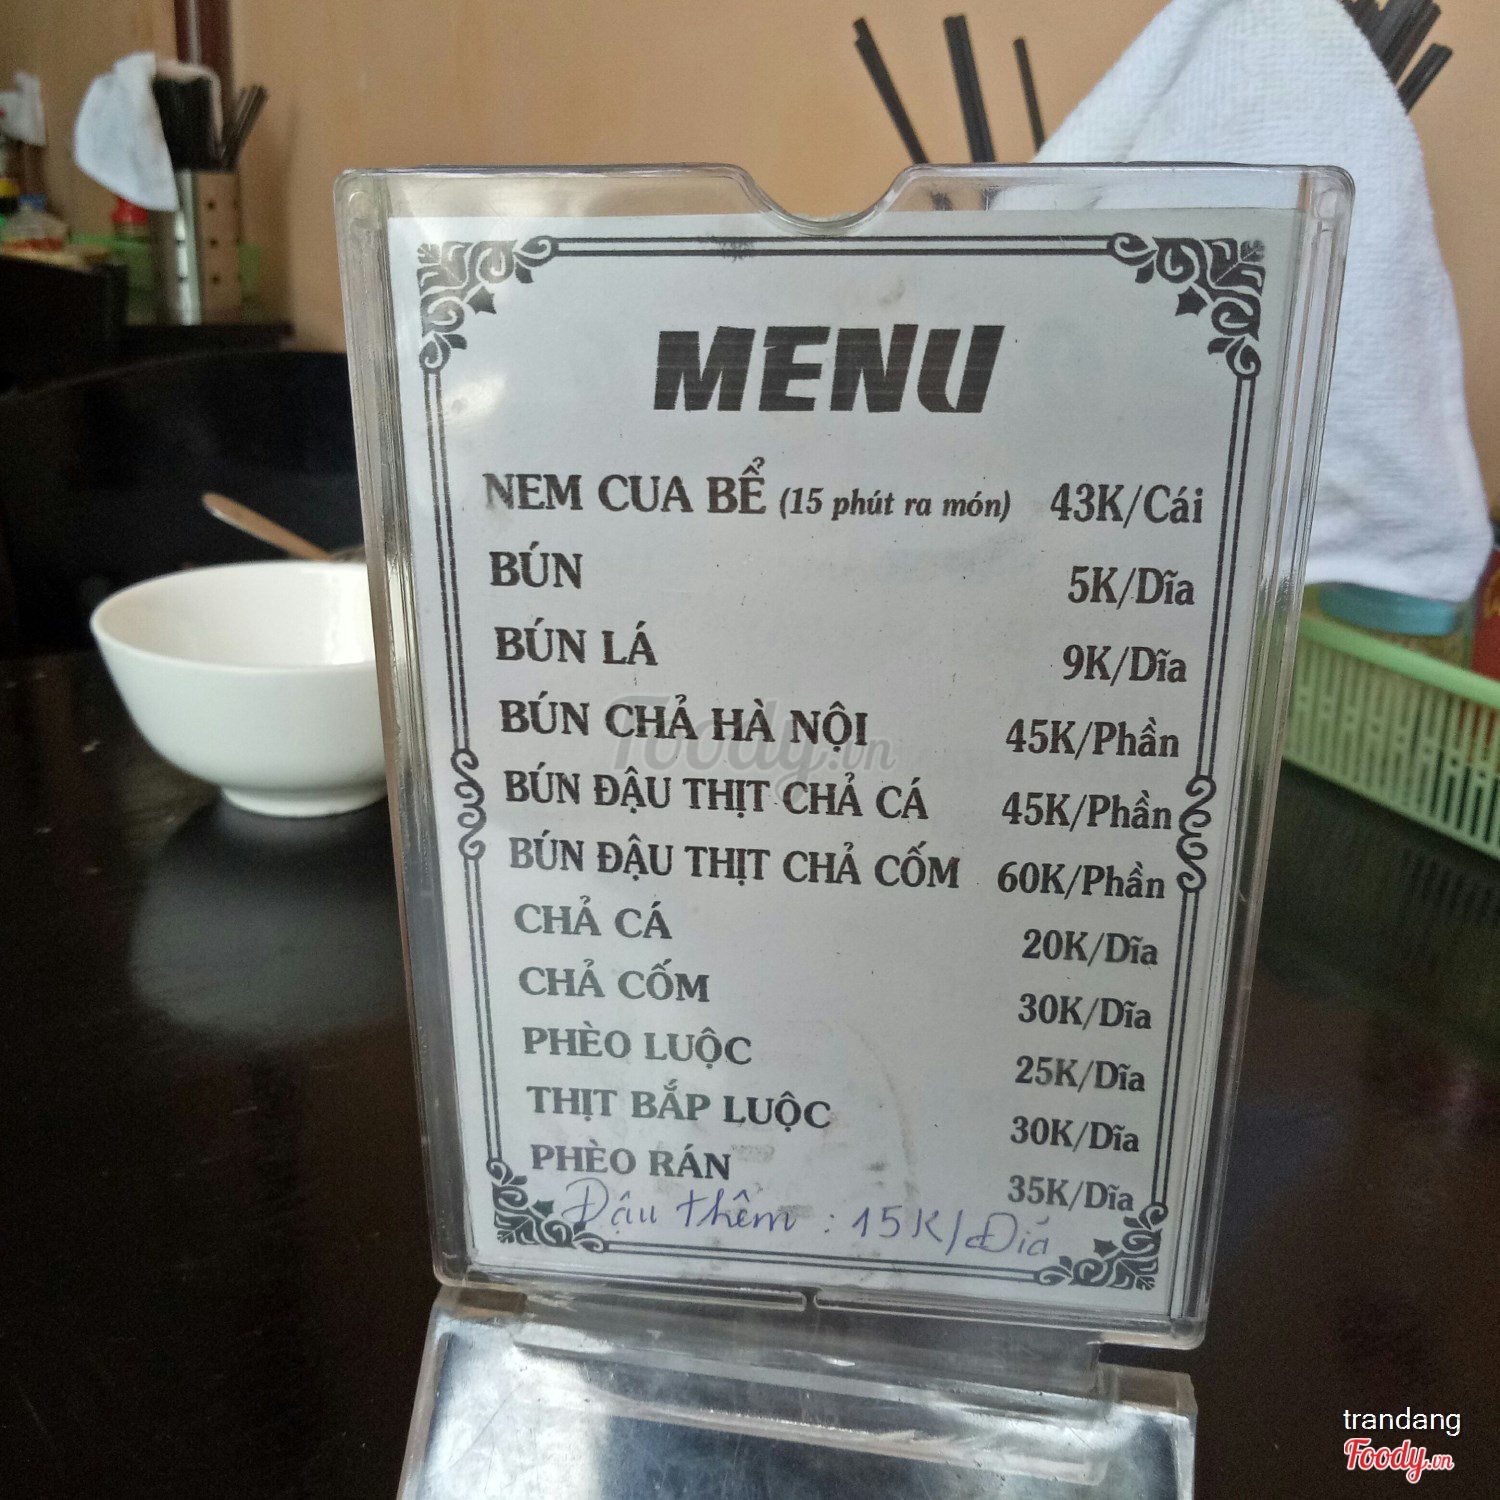 MENU
NEM CUA BỂ (15 phút ra món) 43K/Cái
BÚN 5K/Dĩa
BÚN LÁ 9K/Dĩa
BÚN CHẢ HÀ NỘI 45K/Phần
BÚN ĐẬU THỊT CHẢ CÁ 45K/Phần
BÚN ĐẬU THỊT CHẢ CỐM 60K/Phần
CHẢ CÁ 20K/Dĩa
CHẢ CỐM 30K/Dĩa
PHÈO LUỘC 25K/Dĩa
THỊT BẮP LUỘC 30K/Dĩa
PHÈO RÁN 35K/Dĩa
Đậu thêm : 15K/Dĩa
Foody.vn
trandang
Foody.vn